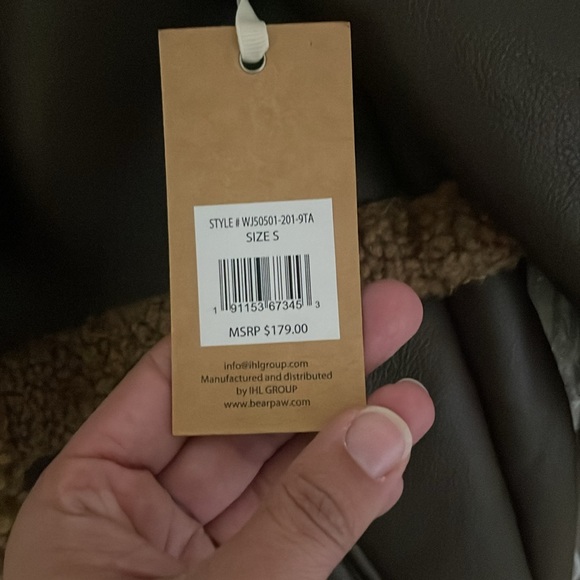 STYLE # WJ50501-201-9TA
SIZE S
1 91153 67345 3
MSRP $179.00
info@ihlgroup.com
Manufactured and distributed
by IHL GROUP
www.bearpaw.com